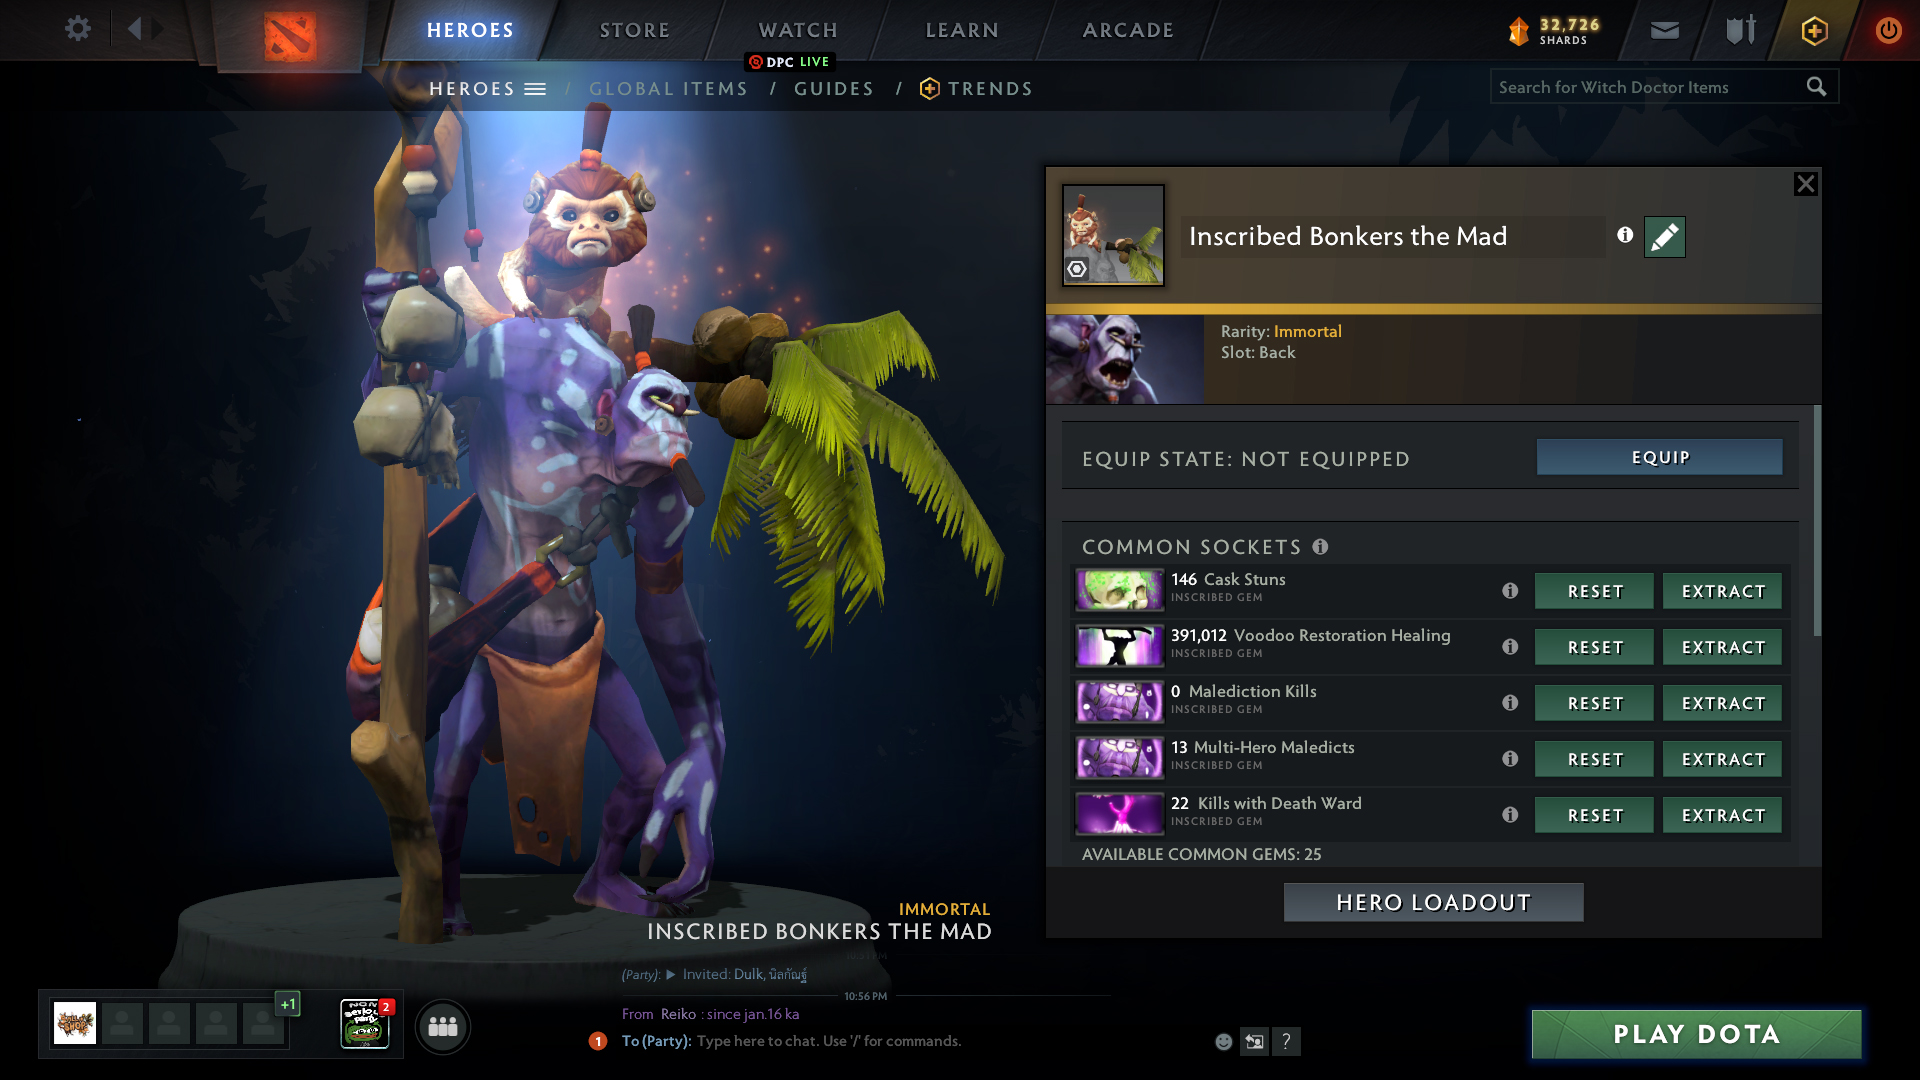 HEROES
STORE
WATCH
LEARN
ARCADE
32,726
SHARDS
DPC LIVE
HEROES / GLOBAL ITEMS / GUIDES / TRENDS
Search for Witch Doctor Items
Inscribed Bonkers the Mad
Rarity: Immortal
Slot: Back
EQUIP STATE: NOT EQUIPPED
EQUIP
COMMON SOCKETS
146 Cask Stuns
INSCRIBED GEM
RESET
EXTRACT
391,012 Voodoo Restoration Healing
INSCRIBED GEM
RESET
EXTRACT
0 Malediction Kills
INSCRIBED GEM
RESET
EXTRACT
13 Multi-Hero Maledicts
INSCRIBED GEM
RESET
EXTRACT
22 Kills with Death Ward
INSCRIBED GEM
RESET
EXTRACT
AVAILABLE COMMON GEMS: 25
HERO LOADOUT
IMMORTAL
INSCRIBED BONKERS THE MAD
(Party): Invited: Dulk, นิลกัณฐ์
10:56 PM
From Reiko : since jan.16 ka
1
To (Party): Type here to chat. Use '/' for commands.
?
+1
2
PLAY DOTA